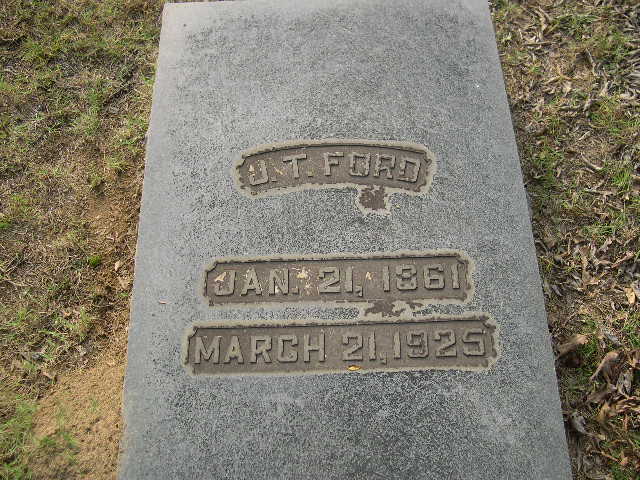 J. T. FORD
JAN. 21, 1861
MARCH 21, 1925